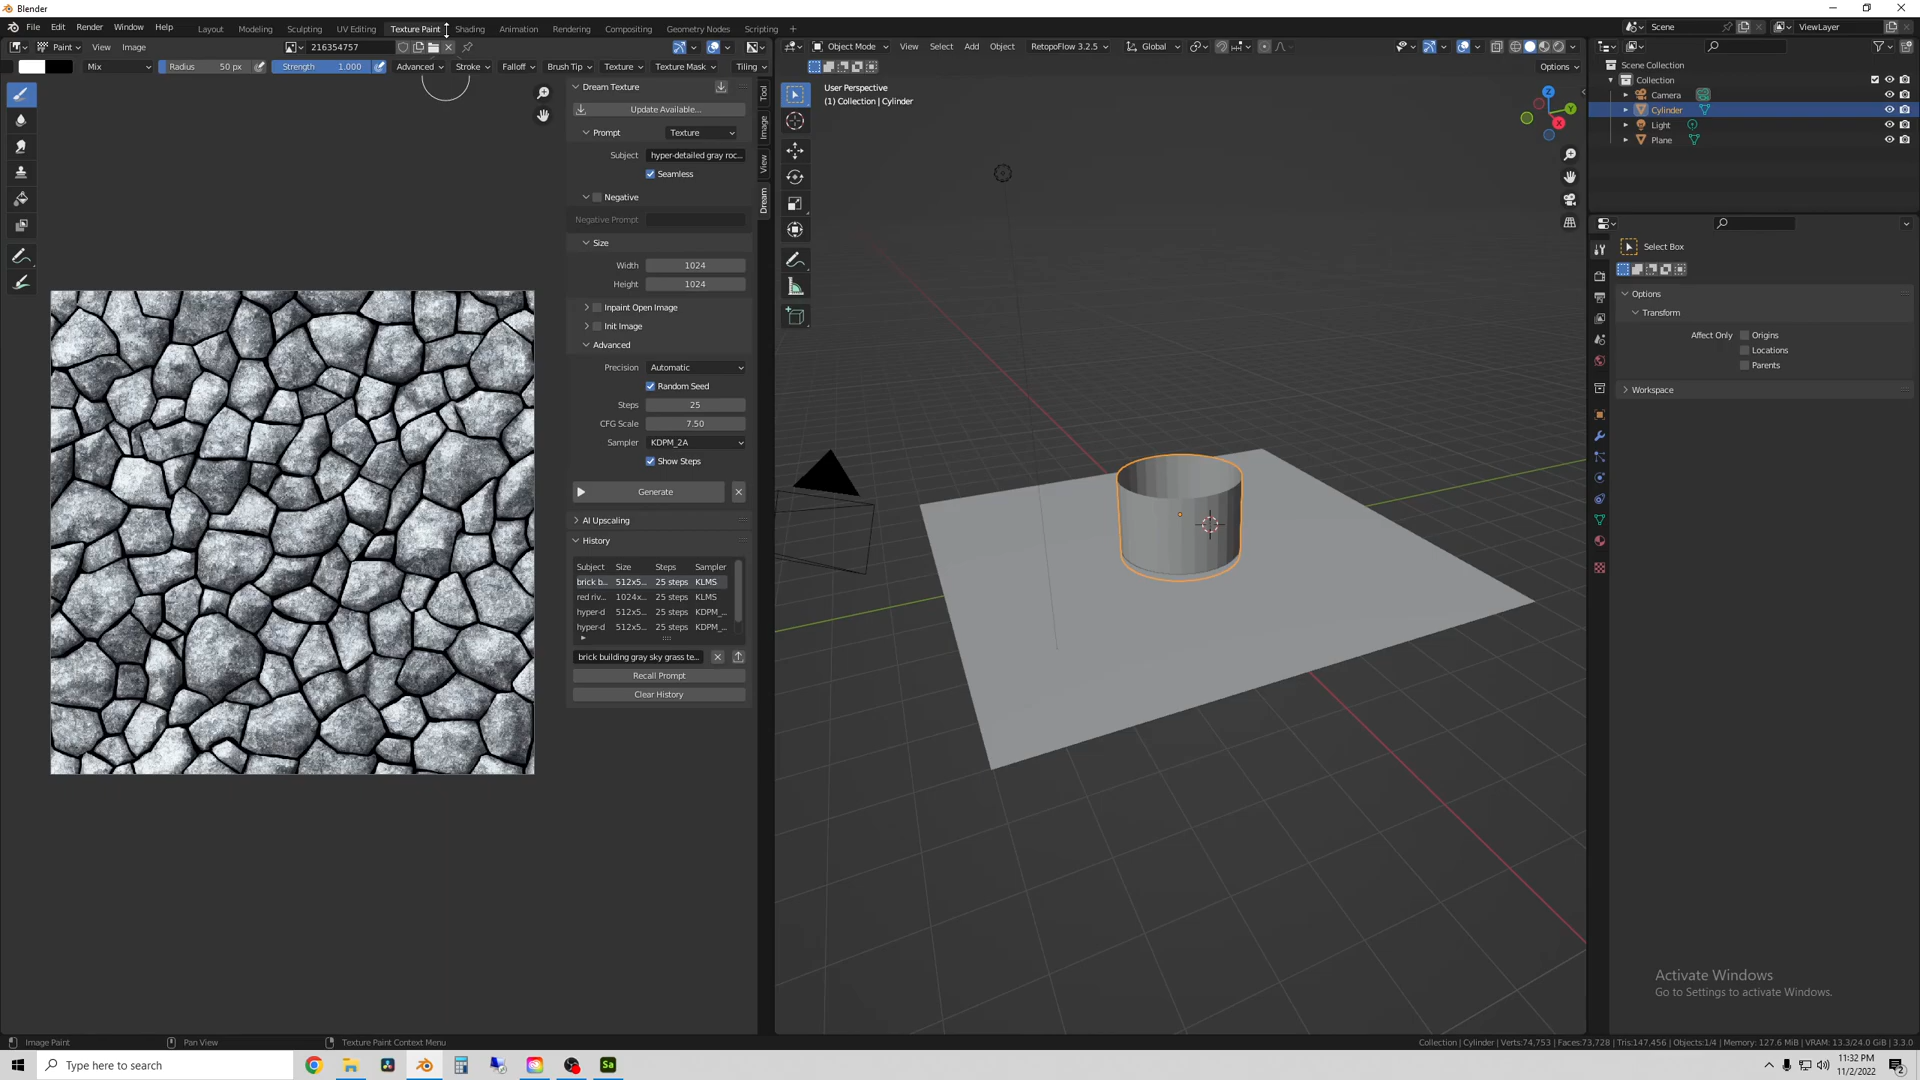 Blender
File Edit Render Window Help Layout Modeling Sculpting UV Editing Texture Paint Shading Animation Rendering Compositing Geometry Nodes Scripting + Scene ViewLayer
Paint View Image 216354757 Object Mode View Select Add Object RetopoFlow 3.2.5 Global
Mix Radius 50 px Strength 1.000 Advanced Stroke Falloff Brush Tip Texture Texture Mask Tiling Options
Scene Collection
Collection
Camera
Cylinder
Light
Plane
User Perspective
(1) Collection | Cylinder
Z
Y
X
Tool
Image
View
Dream
Dream Texture
Update Available...
Prompt Texture
Subject hyper-detailed gray roc...
Seamless
Negative
Negative Prompt
Size
Width 1024
Height 1024
Inpaint Open Image
Init Image
Advanced
Precision Automatic
Random Seed
Steps 25
CFG Scale 7.50
Sampler KDPM_2A
Show Steps
Generate
AI Upscaling
History
Subject Size Steps Sampler
brick b... 512x5... 25 steps KLMS
red riv... 1024x... 25 steps KLMS
hyper-d 512x5... 25 steps KDPM_...
hyper-d 512x5... 25 steps KDPM_...
brick building gray sky grass te...
Recall Prompt
Clear History
Select Box
Options
Transform
Affect Only Origins
Locations
Parents
Workspace
Activate Windows
Go to Settings to activate Windows.
Image Paint Pan View Texture Paint Context Menu Collection | Cylinder | Verts:74,753 | Faces:73,728 | Tris:147,456 | Objects:1/4 | Memory: 127.6 MiB | VRAM: 13.3/24.0 GiB | 3.3.0
Type here to search Sa 11:32 PM
11/2/2022 2